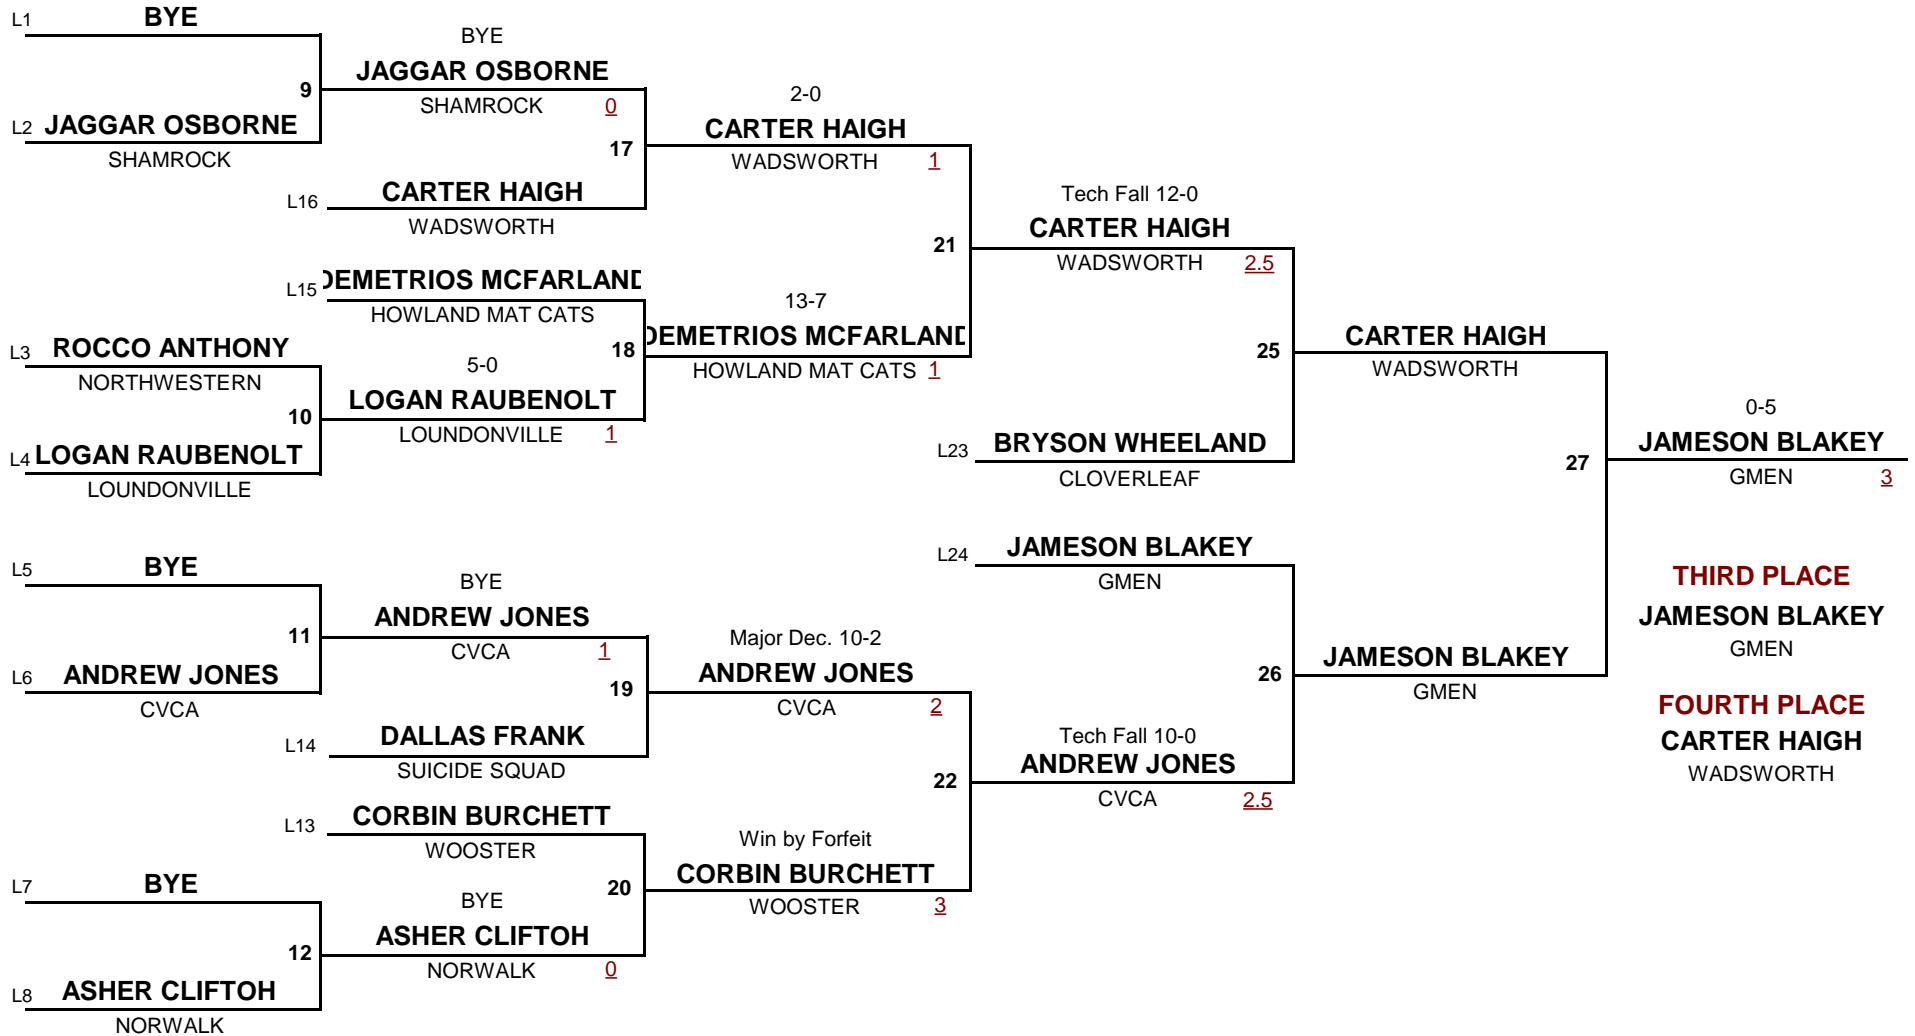 L1 BYE
9
L2 JAGGAR OSBORNE
SHAMROCK
BYE
JAGGAR OSBORNE
SHAMROCK 0
17
L16 CARTER HAIGH
WADSWORTH
2-0
CARTER HAIGH
WADSWORTH 1
L15 DEMETRIOS MCFARLAND
HOWLAND MAT CATS
18
L3 ROCCO ANTHONY
NORTHWESTERN
10
L4 LOGAN RAUBENOLT
LOUNDONVILLE
5-0
LOGAN RAUBENOLT
LOUNDONVILLE 1
13-7
DEMETRIOS MCFARLAND
HOWLAND MAT CATS 1
21
Tech Fall 12-0
CARTER HAIGH
WADSWORTH 2.5
25
L23 BRYSON WHEELAND
CLOVERLEAF
CARTER HAIGH
WADSWORTH
27
0-5
JAMESON BLAKEY
GMEN 3
L5 BYE
11
L6 ANDREW JONES
CVCA
BYE
ANDREW JONES
CVCA 1
19
L14 DALLAS FRANK
SUICIDE SQUAD
Major Dec. 10-2
ANDREW JONES
CVCA 2
L13 CORBIN BURCHETT
WOOSTER
20
L7 BYE
12
L8 ASHER CLIFTOH
NORWALK
BYE
ASHER CLIFTOH
NORWALK 0
Win by Forfeit
CORBIN BURCHETT
WOOSTER 3
22
L24 JAMESON BLAKEY
GMEN
26
Tech Fall 10-0
ANDREW JONES
CVCA 2.5
JAMESON BLAKEY
GMEN
THIRD PLACE
JAMESON BLAKEY
GMEN
FOURTH PLACE
CARTER HAIGH
WADSWORTH